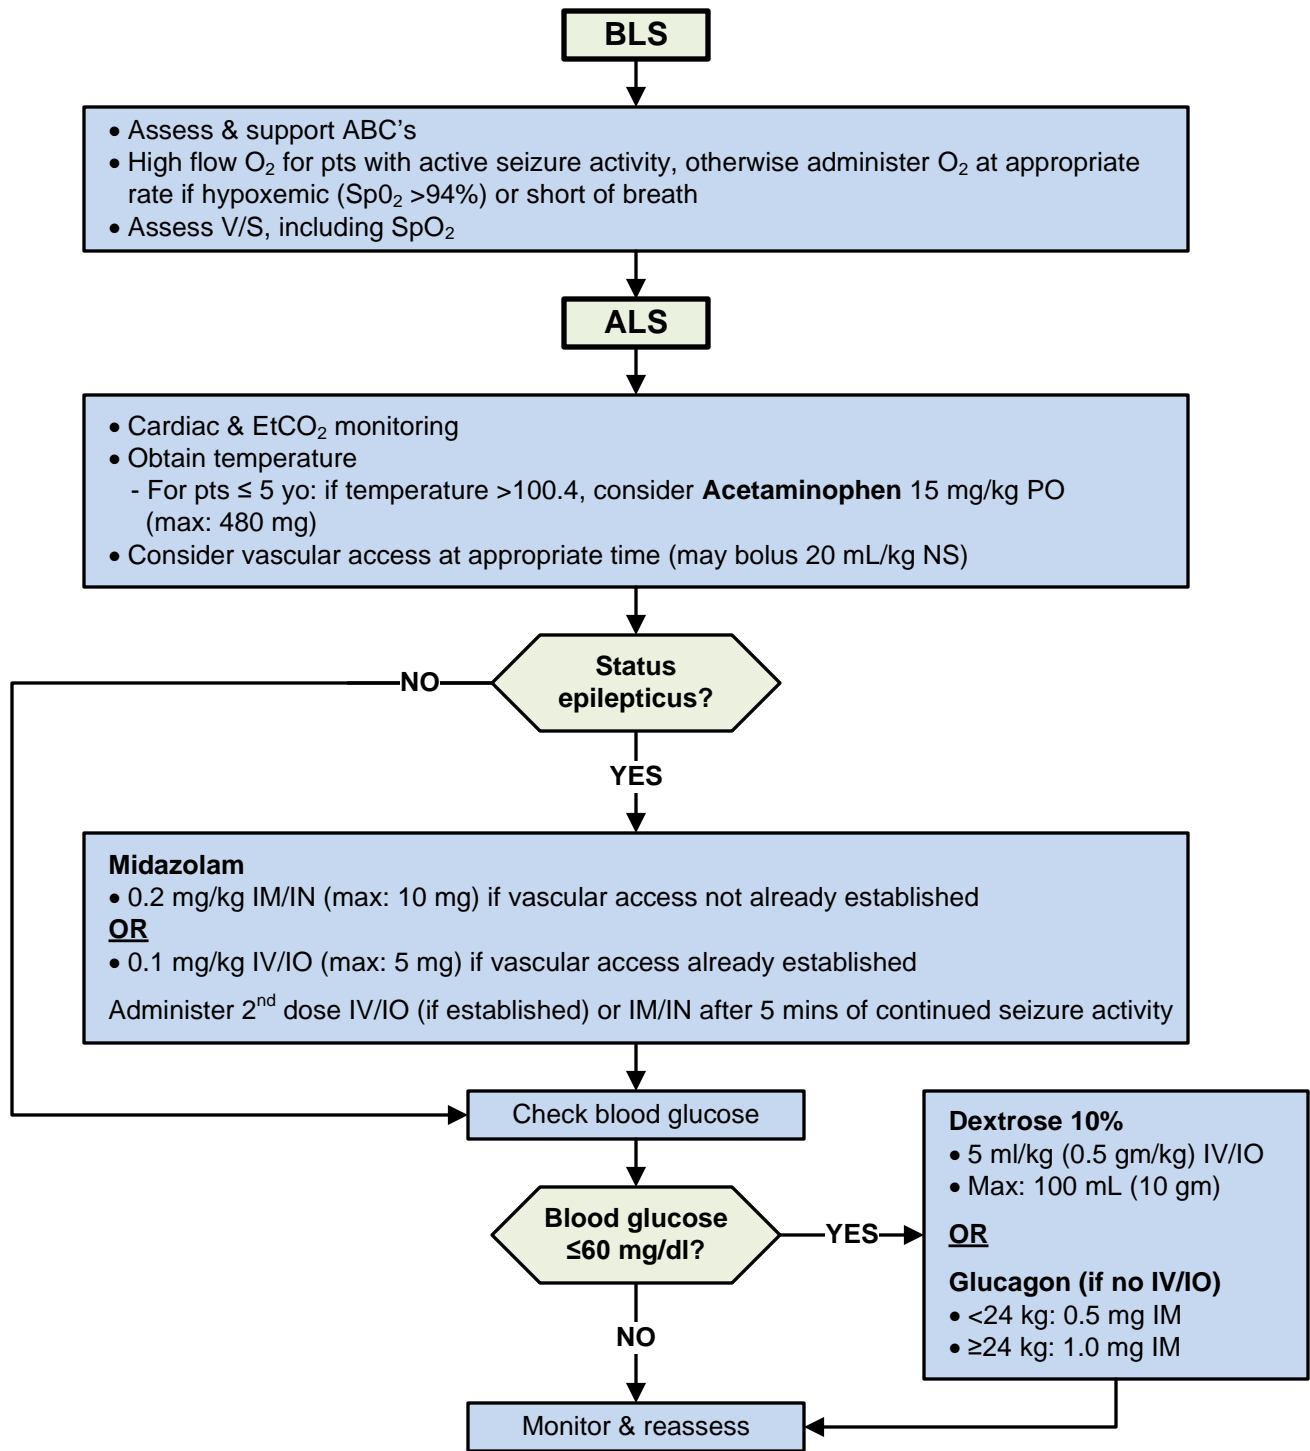 BLS
• Assess & support ABC's
• High flow O₂ for pts with active seizure activity, otherwise administer O₂ at appropriate
rate if hypoxemic (Sp0₂ >94%) or short of breath
• Assess V/S, including SpO₂
ALS
• Cardiac & EtCO₂ monitoring
• Obtain temperature
- For pts ≤ 5 yo: if temperature >100.4, consider Acetaminophen 15 mg/kg PO
(max: 480 mg)
• Consider vascular access at appropriate time (may bolus 20 mL/kg NS)
Status
epilepticus?
NO
YES
Midazolam
• 0.2 mg/kg IM/IN (max: 10 mg) if vascular access not already established
OR
• 0.1 mg/kg IV/IO (max: 5 mg) if vascular access already established
Administer 2nd dose IV/IO (if established) or IM/IN after 5 mins of continued seizure activity
Check blood glucose
Blood glucose
≤60 mg/dl?
YES
Dextrose 10%
• 5 ml/kg (0.5 gm/kg) IV/IO
• Max: 100 mL (10 gm)
OR
Glucagon (if no IV/IO)
• <24 kg: 0.5 mg IM
• ≥24 kg: 1.0 mg IM
NO
Monitor & reassess